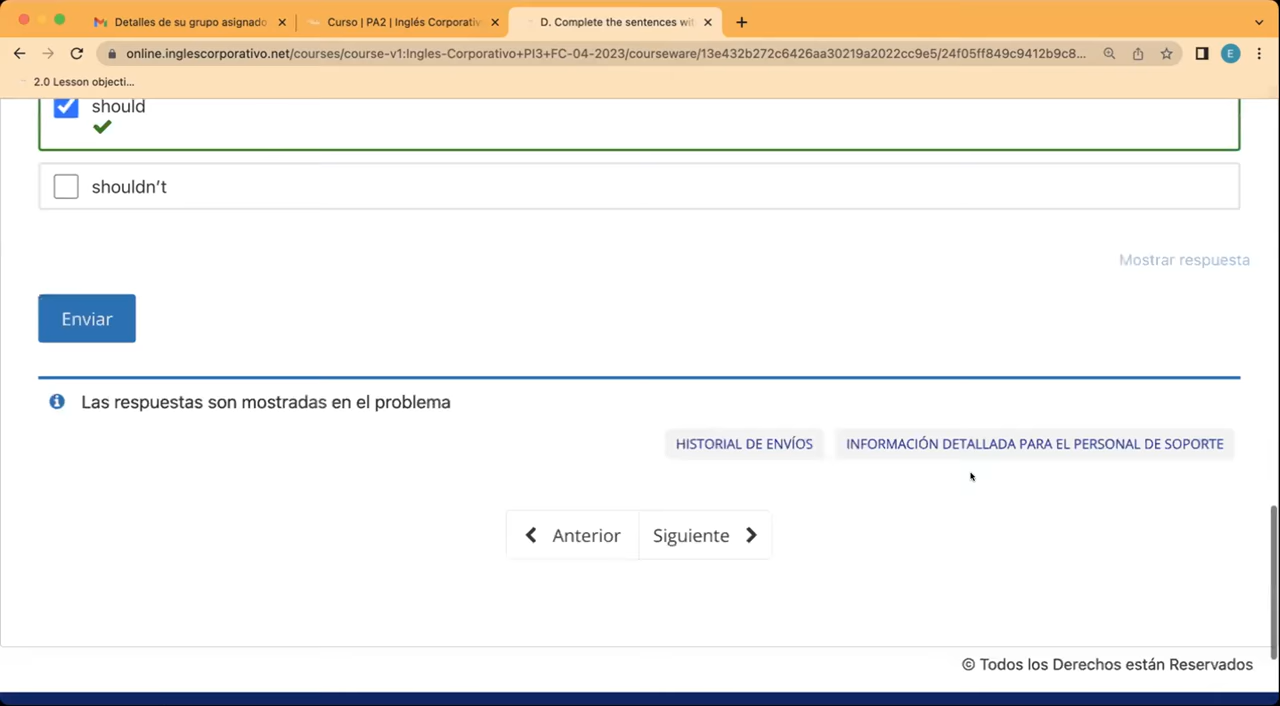 Detalles de su grupo asignado
Curso | PA2 | Inglés Corporativ
D. Complete the sentences wit
online.inglescorporativo.net/courses/course-v1:Ingles-Corporativo+PI3+FC-04-2023/courseware/13e432b272c6426aa30219a2022cc9e5/24f05ff849c9412b9c8...
E
2.0 Lesson objecti...
should
shouldn't
Mostrar respuesta
Enviar
Las respuestas son mostradas en el problema
HISTORIAL DE ENVÍOS
INFORMACIÓN DETALLADA PARA EL PERSONAL DE SOPORTE
Anterior
Siguiente
© Todos los Derechos están Reservados